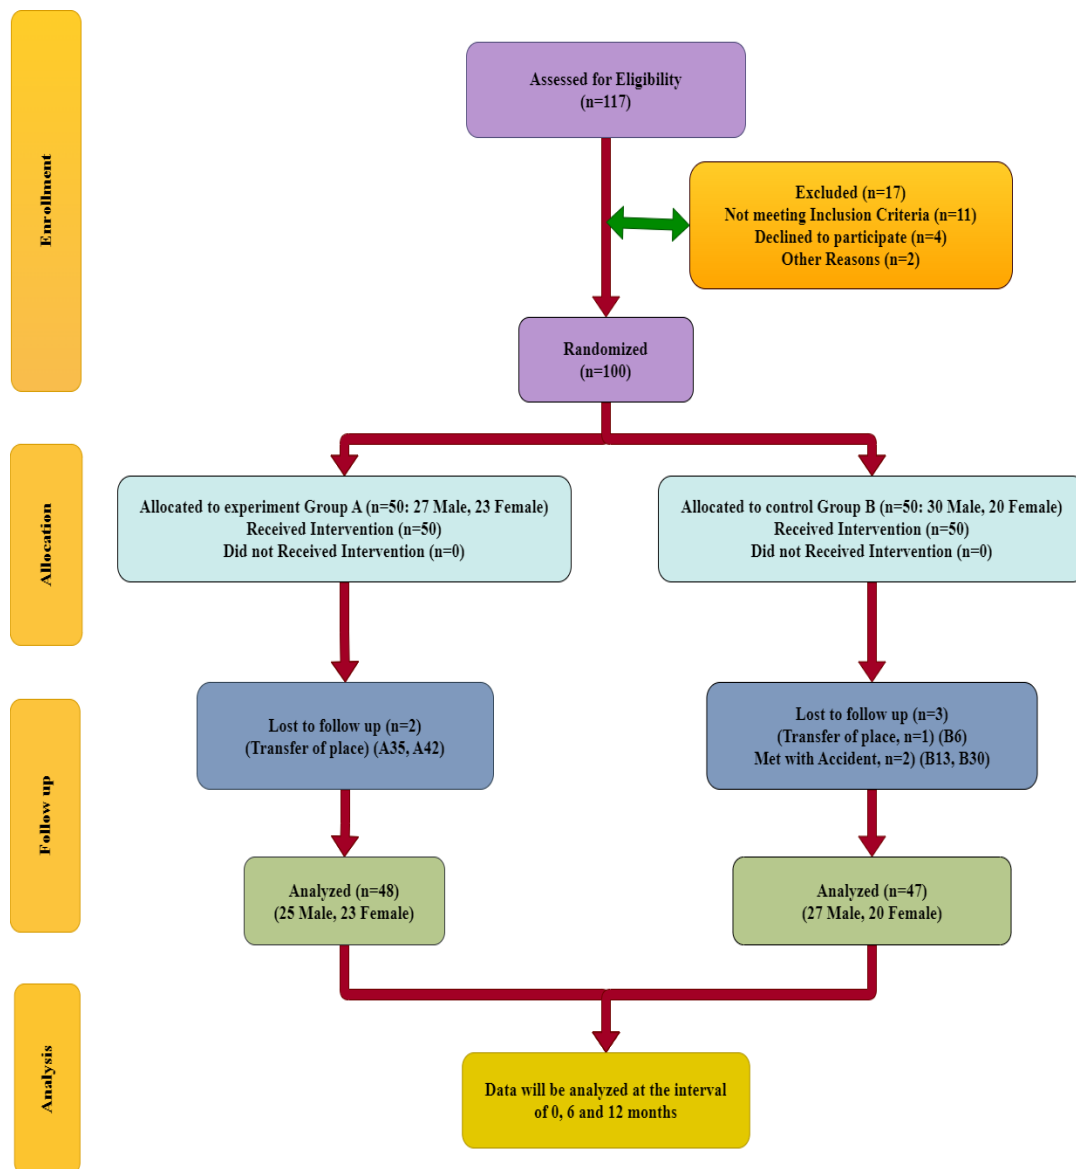 Enrollment
Assessed for Eligibility
(n=117)
Excluded (n=17)
Not meeting Inclusion Criteria (n=11)
Declined to participate (n=4)
Other Reasons (n=2)
Randomized
(n=100)
Allocation
Allocated to experiment Group A (n=50: 27 Male, 23 Female)
Received Intervention (n=50)
Did not Received Intervention (n=0)
Allocated to control Group B (n=50: 30 Male, 20 Female)
Received Intervention (n=50)
Did not Received Intervention (n=0)
Follow up
Lost to follow up (n=2)
(Transfer of place) (A35, A42)
Lost to follow up (n=3)
(Transfer of place, n=1) (B6)
Met with Accident, n=2) (B13, B30)
Analyzed (n=48)
(25 Male, 23 Female)
Analyzed (n=47)
(27 Male, 20 Female)
Analysis
Data will be analyzed at the interval
of 0, 6 and 12 months